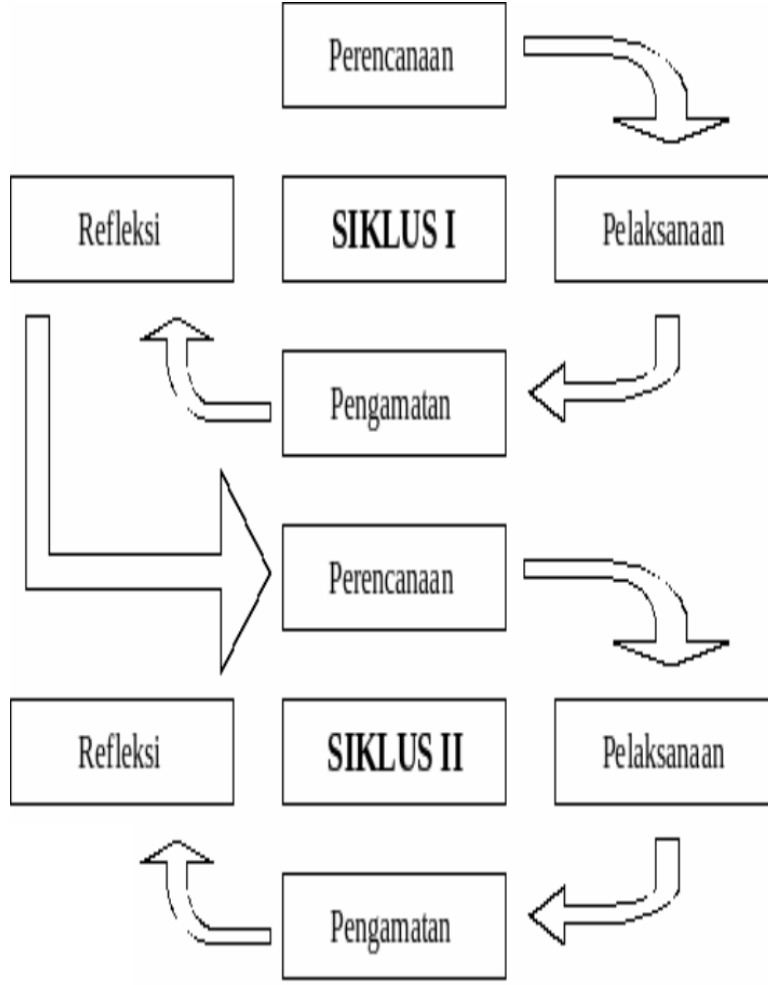 Perencanaan
Refleksi
SIKLUS I
Pelaksanaan
Pengamatan
Perencanaan
Refleksi
SIKLUS II
Pelaksanaan
Pengamatan